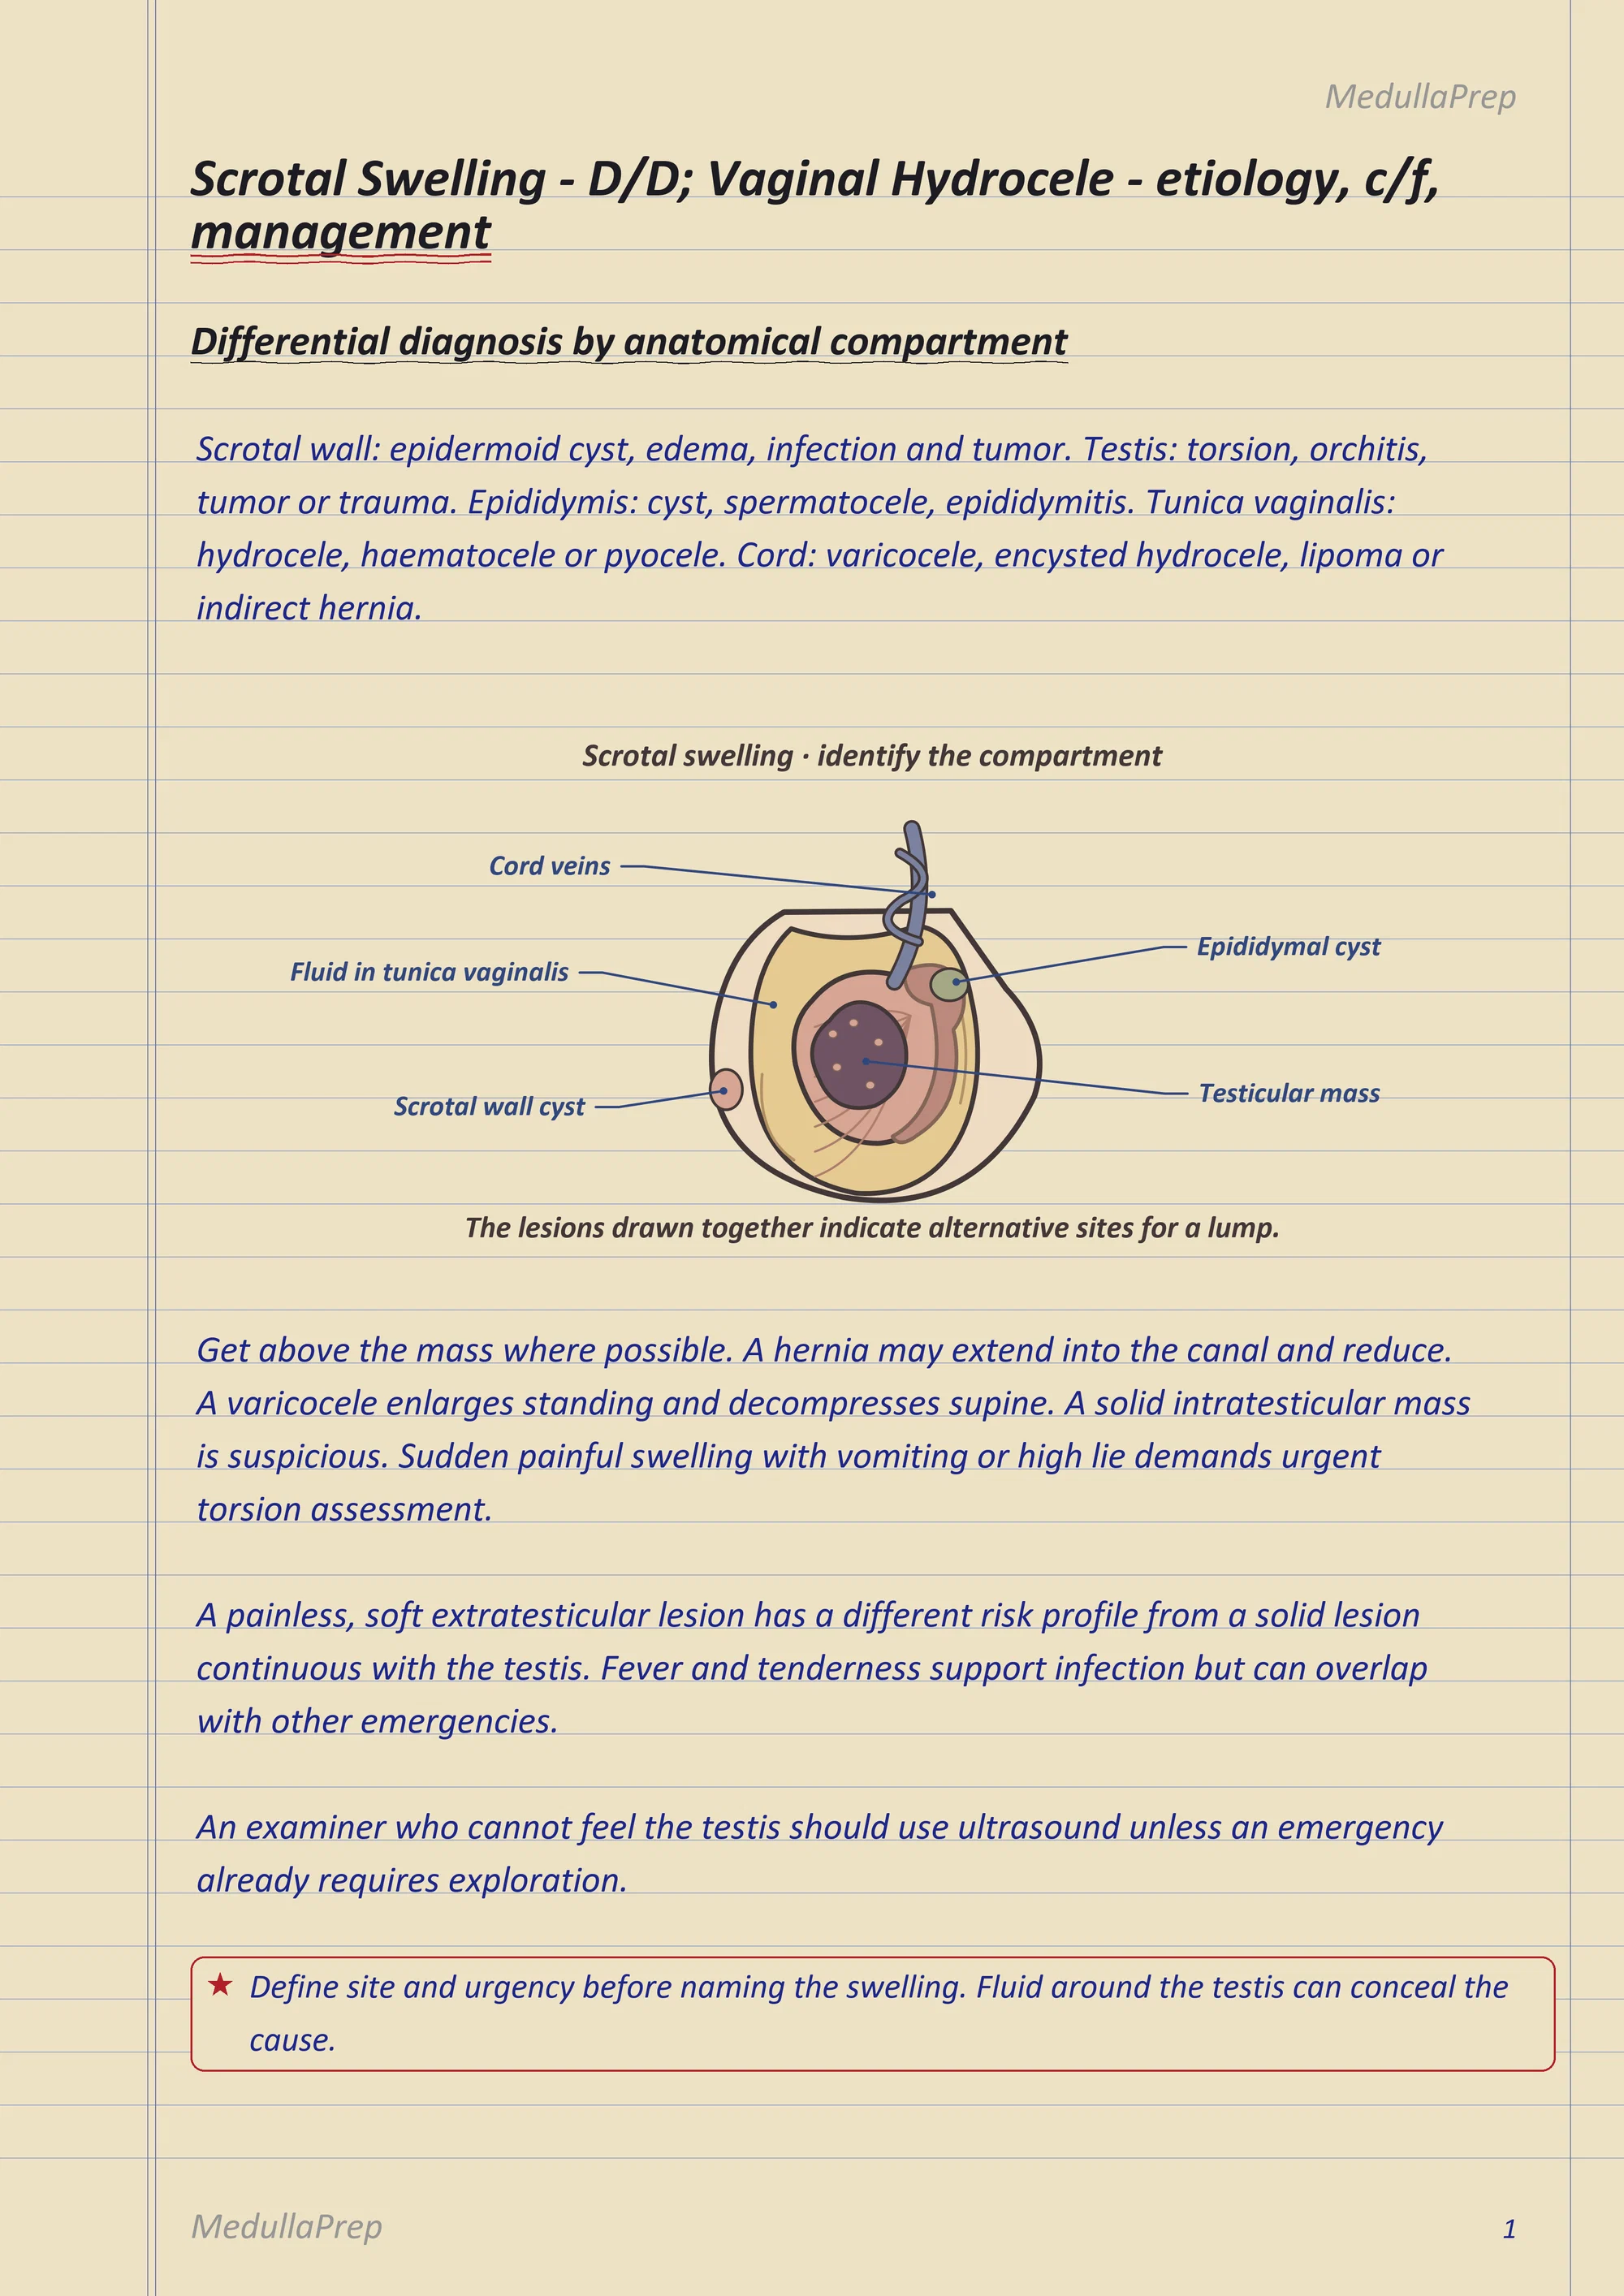 MedullaPrep
Scrotal Swelling - D/D; Vaginal Hydrocele - etiology, c/f,
management
Differential diagnosis by anatomical compartment
Scrotal wall: epidermoid cyst, edema, infection and tumor. Testis: torsion, orchitis,
tumor or trauma. Epididymis: cyst, spermatocele, epididymitis. Tunica vaginalis:
hydrocele, haematocele or pyocele. Cord: varicocele, encysted hydrocele, lipoma or
indirect hernia.
Scrotal swelling · identify the compartment
Cord veins
Epididymal cyst
Fluid in tunica vaginalis
Testicular mass
Scrotal wall cyst
The lesions drawn together indicate alternative sites for a lump.
Get above the mass where possible. A hernia may extend into the canal and reduce.
A varicocele enlarges standing and decompresses supine. A solid intratesticular mass
is suspicious. Sudden painful swelling with vomiting or high lie demands urgent
torsion assessment.
A painless, soft extratesticular lesion has a different risk profile from a solid lesion
continuous with the testis. Fever and tenderness support infection but can overlap
with other emergencies.
An examiner who cannot feel the testis should use ultrasound unless an emergency
already requires exploration.
★ Define site and urgency before naming the swelling. Fluid around the testis can conceal the
cause.
MedullaPrep
1